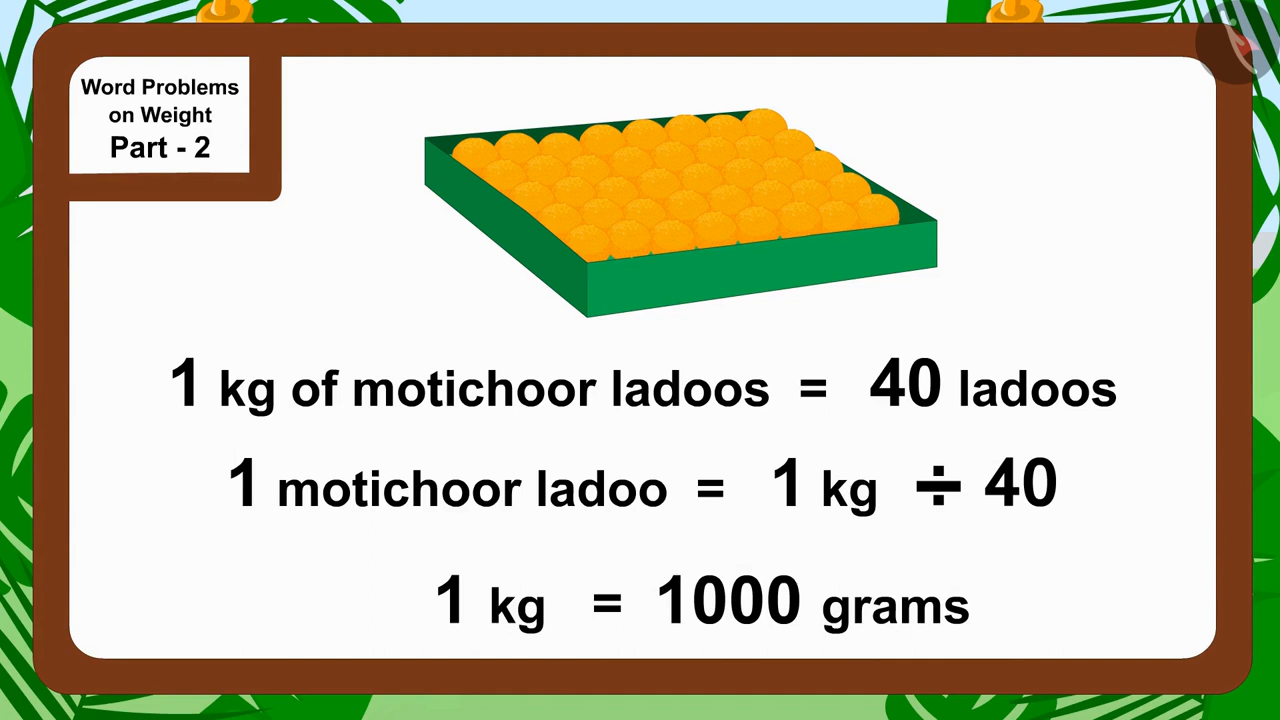 Word Problems
on Weight
Part - 2
1 kg of motichoor ladoos = 40 ladoos
1 motichoor ladoo = 1 kg ÷ 40
1 kg = 1000 grams